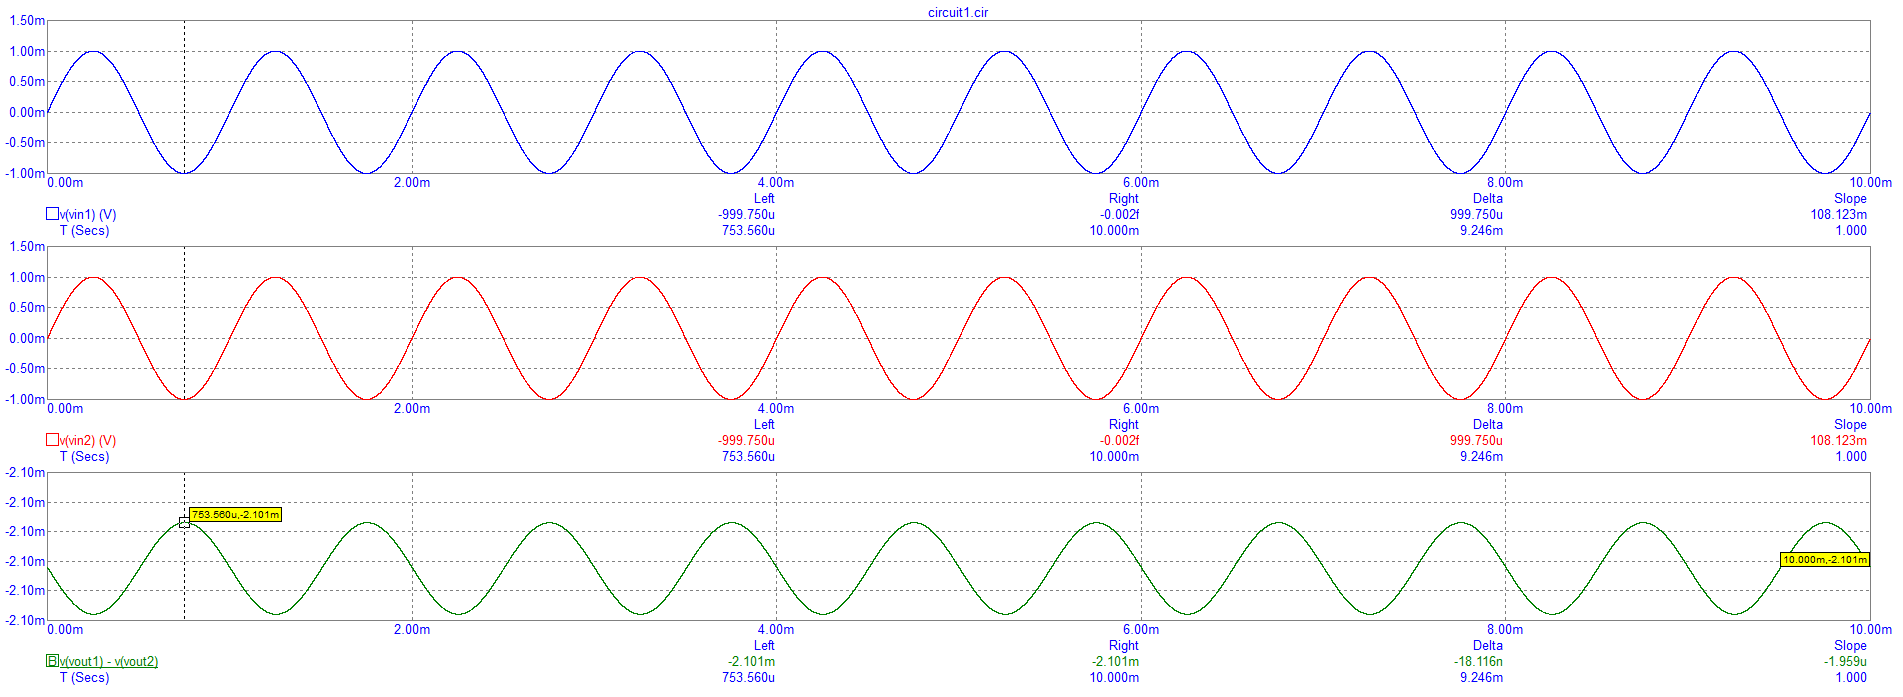 circuit1.cir
1.50m
1.00m
0.50m
0.00m
-0.50m
-1.00m
0.00m 2.00m 4.00m 6.00m 8.00m 10.00m
Left Right Delta Slope
v(vin1) (V) -999.750u -0.002f 999.750u 108.123m
T (Secs) 753.560u 10.000m 9.246m 1.000
1.50m
1.00m
0.50m
0.00m
-0.50m
-1.00m
0.00m 2.00m 4.00m 6.00m 8.00m 10.00m
Left Right Delta Slope
v(vin2) (V) -999.750u -0.002f 999.750u 108.123m
T (Secs) 753.560u 10.000m 9.246m 1.000
-2.10m
-2.10m
753.560u,-2.101m
-2.10m
-2.10m
10.000m,-2.101m
-2.10m
-2.10m
0.00m 2.00m 4.00m 6.00m 8.00m 10.00m
Left Right Delta Slope
B v(vout1) - v(vout2) -2.101m -2.101m -18.116n -1.959u
T (Secs) 753.560u 10.000m 9.246m 1.000